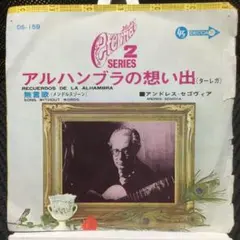 DS-159
2
SERIES
DECCA
アルハンブラの想い出 [ターレガ]
RECUERDOS DE LA ALHAMBRA
無言歌 [メンデルスゾーン]
SONG WITHOUT WORDS
■アンドレス・セゴヴィア
ANDRES SEGOVIA